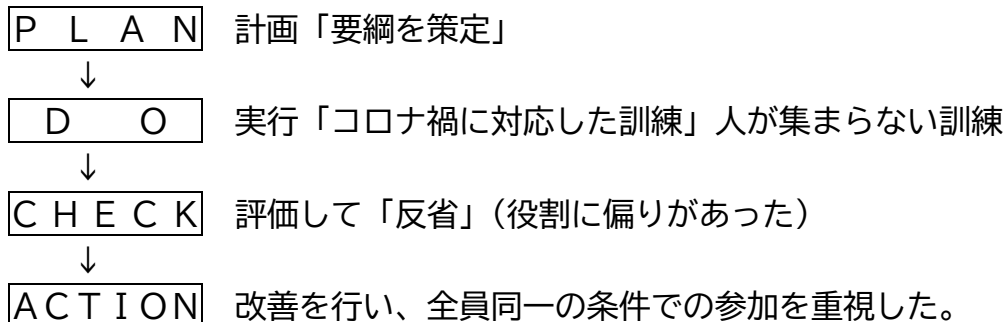 ＰＬＡＮ 計画「要綱を策定」
↓
ＤＯ 実行「コロナ禍に対応した訓練」人が集まらない訓練
↓
ＣＨＥＣＫ 評価して「反省」（役割に偏りがあった）
↓
ＡＣＴＩＯＮ 改善を行い、全員同一の条件での参加を重視した。